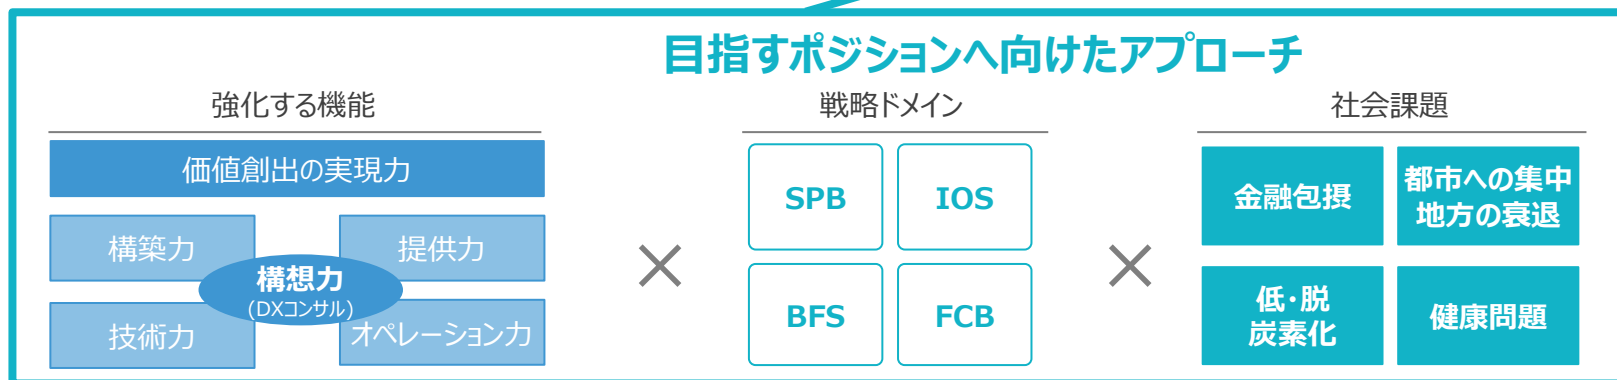 目指すポジションへ向けたアプローチ
強化する機能
価値創出の実現力
構築力
提供力
構想力
(DXコンサル)
技術力
オペレーション力
×
戦略ドメイン
SPB
IOS
BFS
FCB
×
社会課題
金融包摂
都市への集中
地方の衰退
低・脱
炭素化
健康問題